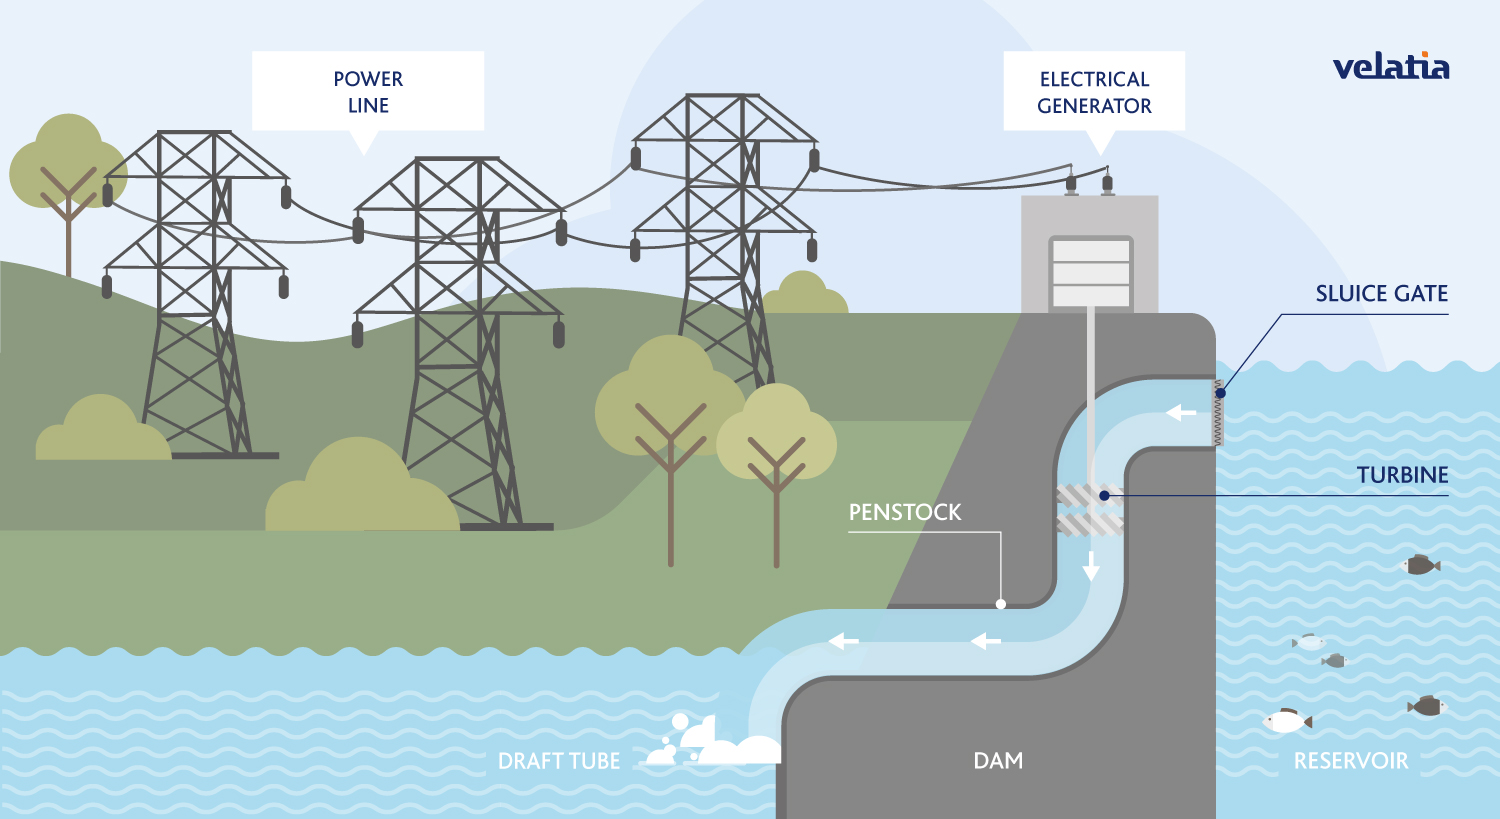 POWER
LINE
ELECTRICAL
GENERATOR
velatia
SLUICE GATE
TURBINE
PENSTOCK
DRAFT TUBE
DAM
RESERVOIR